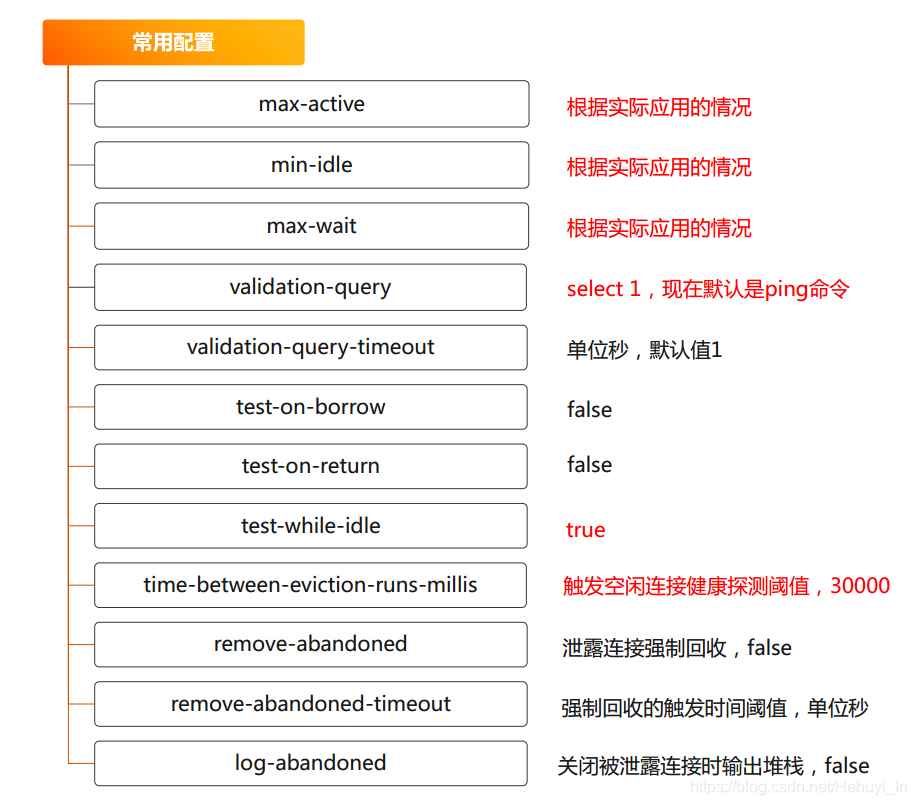 常用配置
max-active 根据实际应用的情况
min-idle 根据实际应用的情况
max-wait 根据实际应用的情况
validation-query select 1，现在默认是ping命令
validation-query-timeout 单位秒，默认值1
test-on-borrow false
test-on-return false
test-while-idle true
time-between-eviction-runs-millis 触发空闲连接健康探测阈值，30000
remove-abandoned 泄露连接强制回收，false
remove-abandoned-timeout 强制回收的触发时间阈值，单位秒
log-abandoned 关闭被泄露连接时输出堆栈，false
https://blog.csdn.net/Hehuyi_In